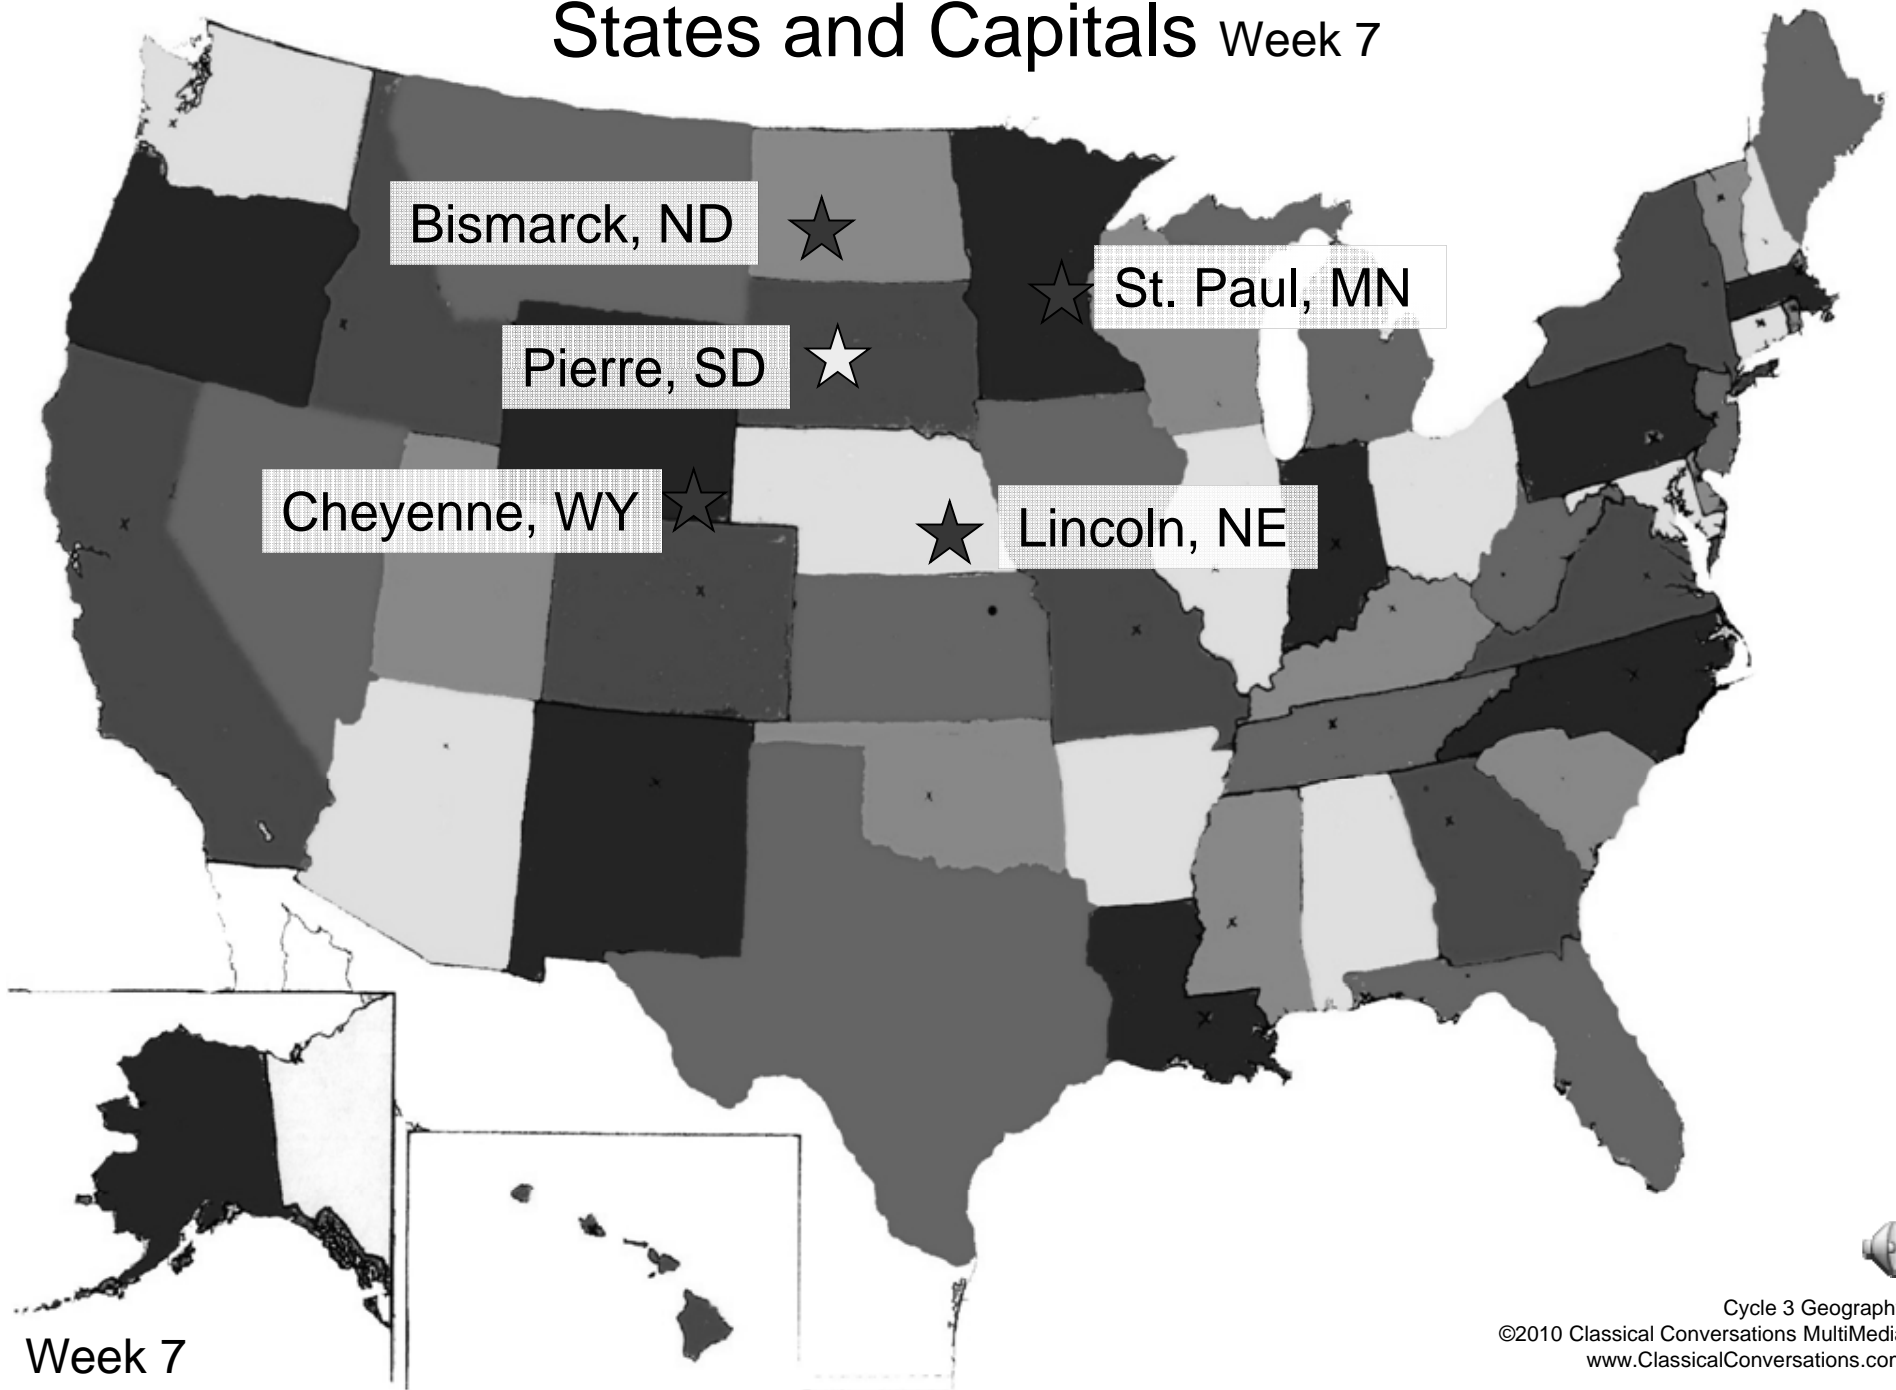 States and Capitals Week 7
Bismarck, ND
St. Paul, MN
Pierre, SD
Cheyenne, WY
Lincoln, NE
Week 7
Cycle 3 Geograph
©2010 Classical Conversations MultiMedia
www.ClassicalConversations.com